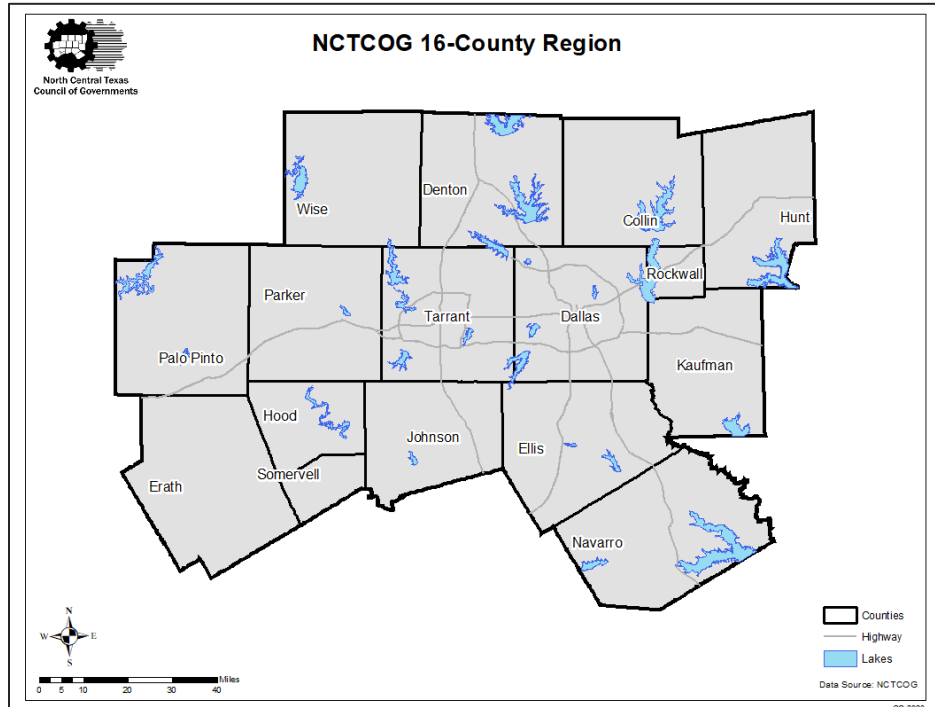 NCTCOG 16-County Region
North Central Texas
Council of Governments
Wise
Denton
Collin
Hunt
Rockwall
Parker
Tarrant
Dallas
Palo Pinto
Kaufman
Hood
Johnson
Ellis
Somervell
Erath
Navarro
N
W E
S
Counties
Highway
Lakes
Miles
0 5 10 20 30 40
Data Source: NCTCOG